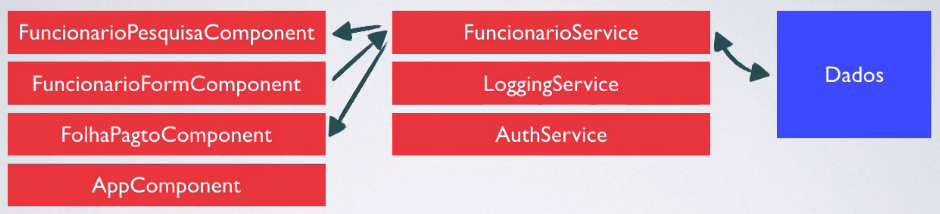 FuncionarioPesquisaComponent
FuncionarioFormComponent
FolhaPagtoComponent
AppComponent
FuncionarioService
LoggingService
AuthService
Dados